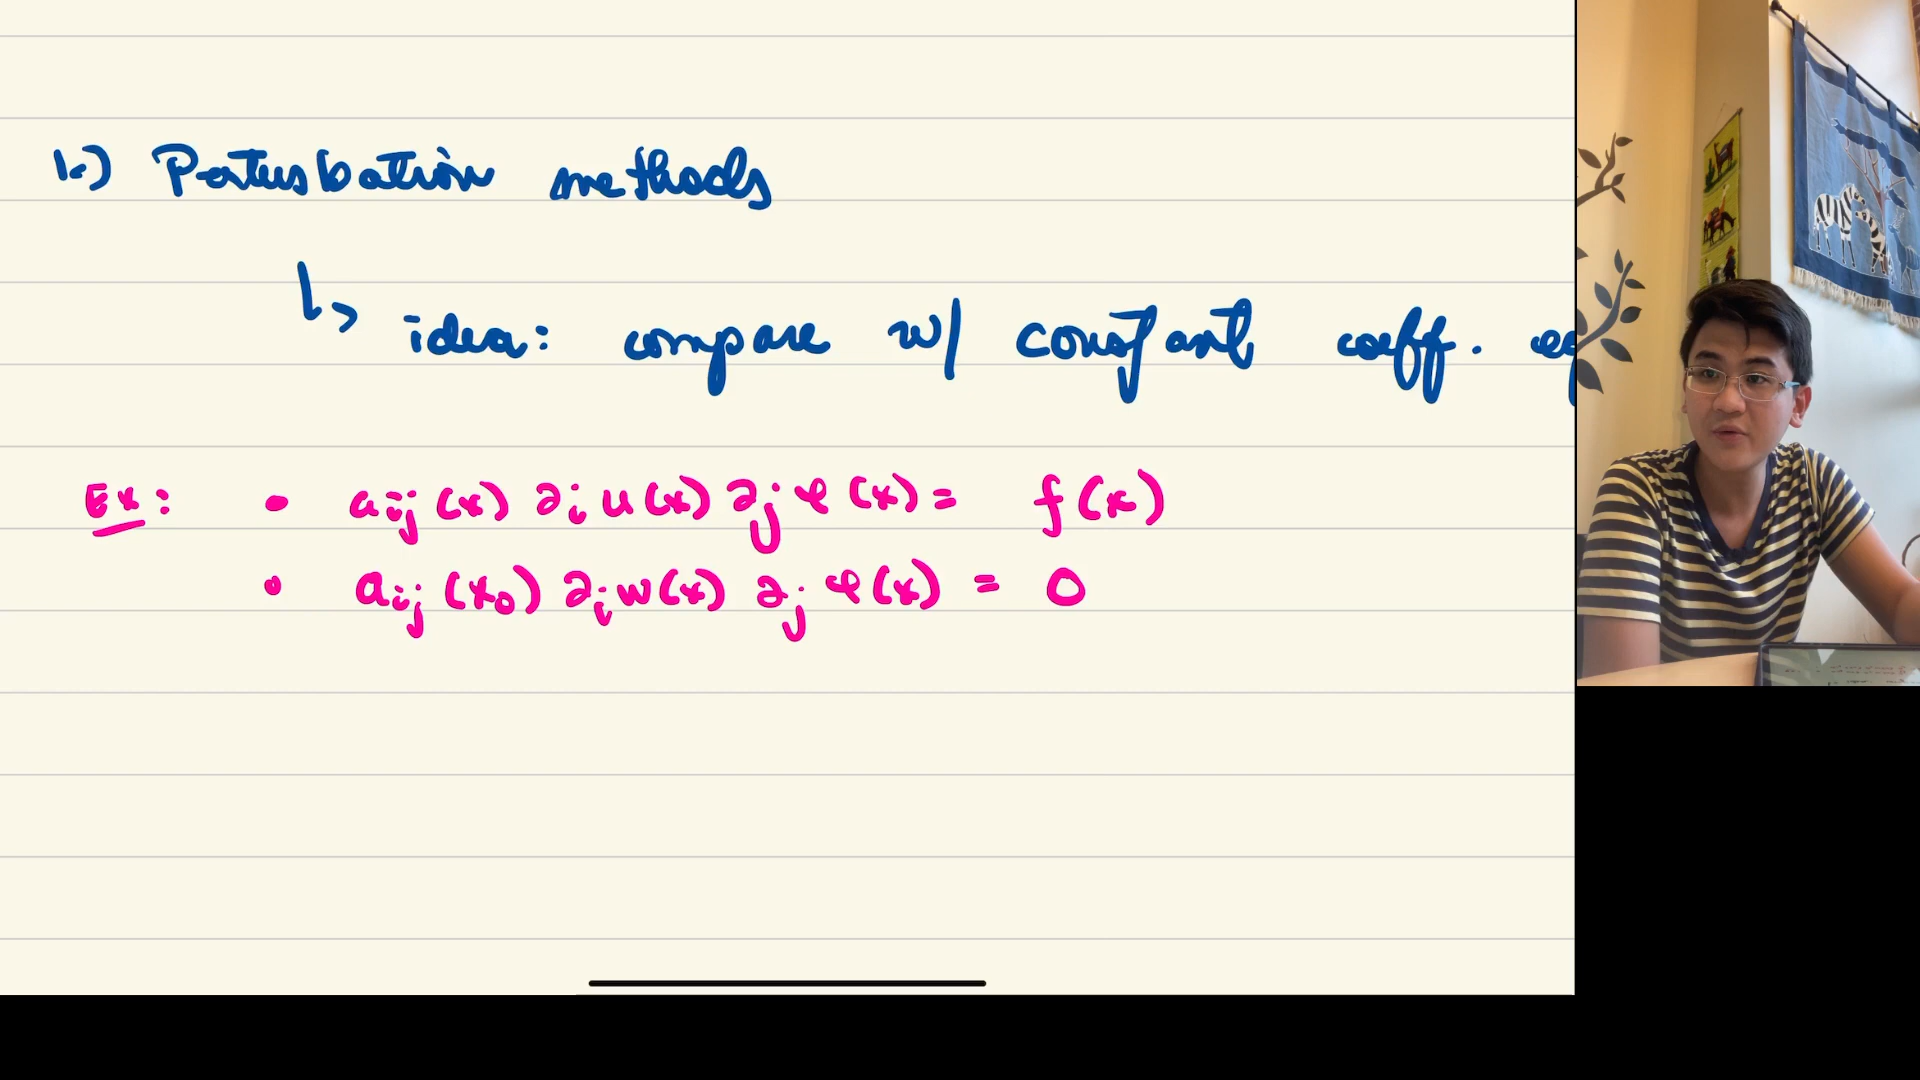 1.) Perturbation methods
↳ idea: compare w/ constant coeff.
Ex: • aij(x) ∂i u(x) ∂j φ(x) = f(x)
• aij(x0) ∂i w(x) ∂j φ(x) = 0